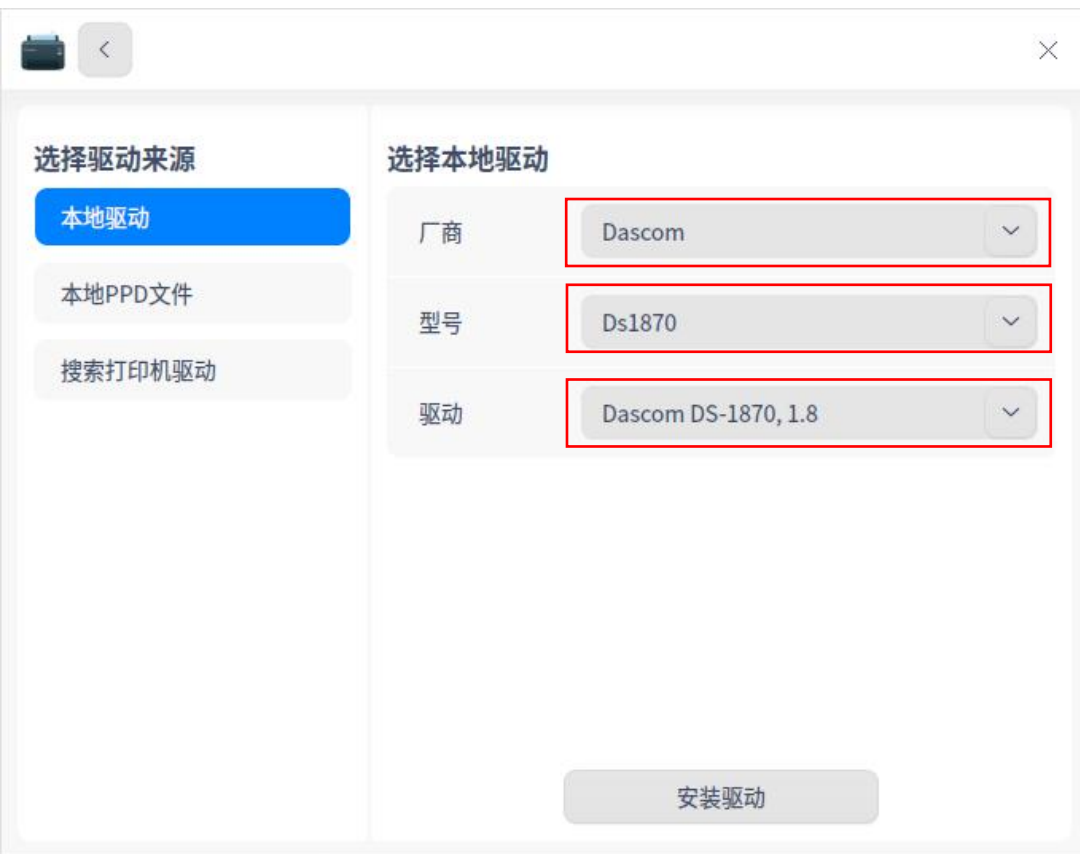 选择驱动来源
本地驱动
本地PPD文件
搜索打印机驱动
选择本地驱动
厂商 Dascom
型号 Ds1870
驱动 Dascom DS-1870, 1.8
安装驱动